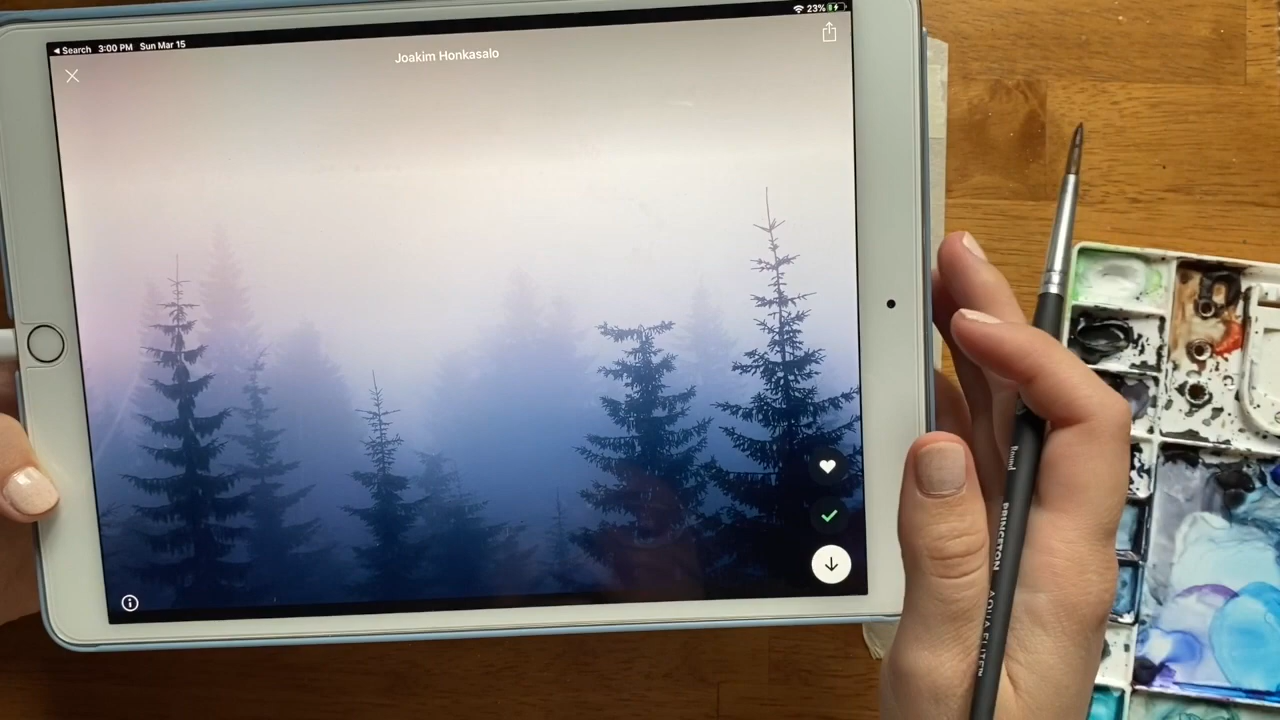 Search 3:00 PM Sun Mar 15
23%
Joakim Honkasalo
PRINCETON
AQUA ELITE